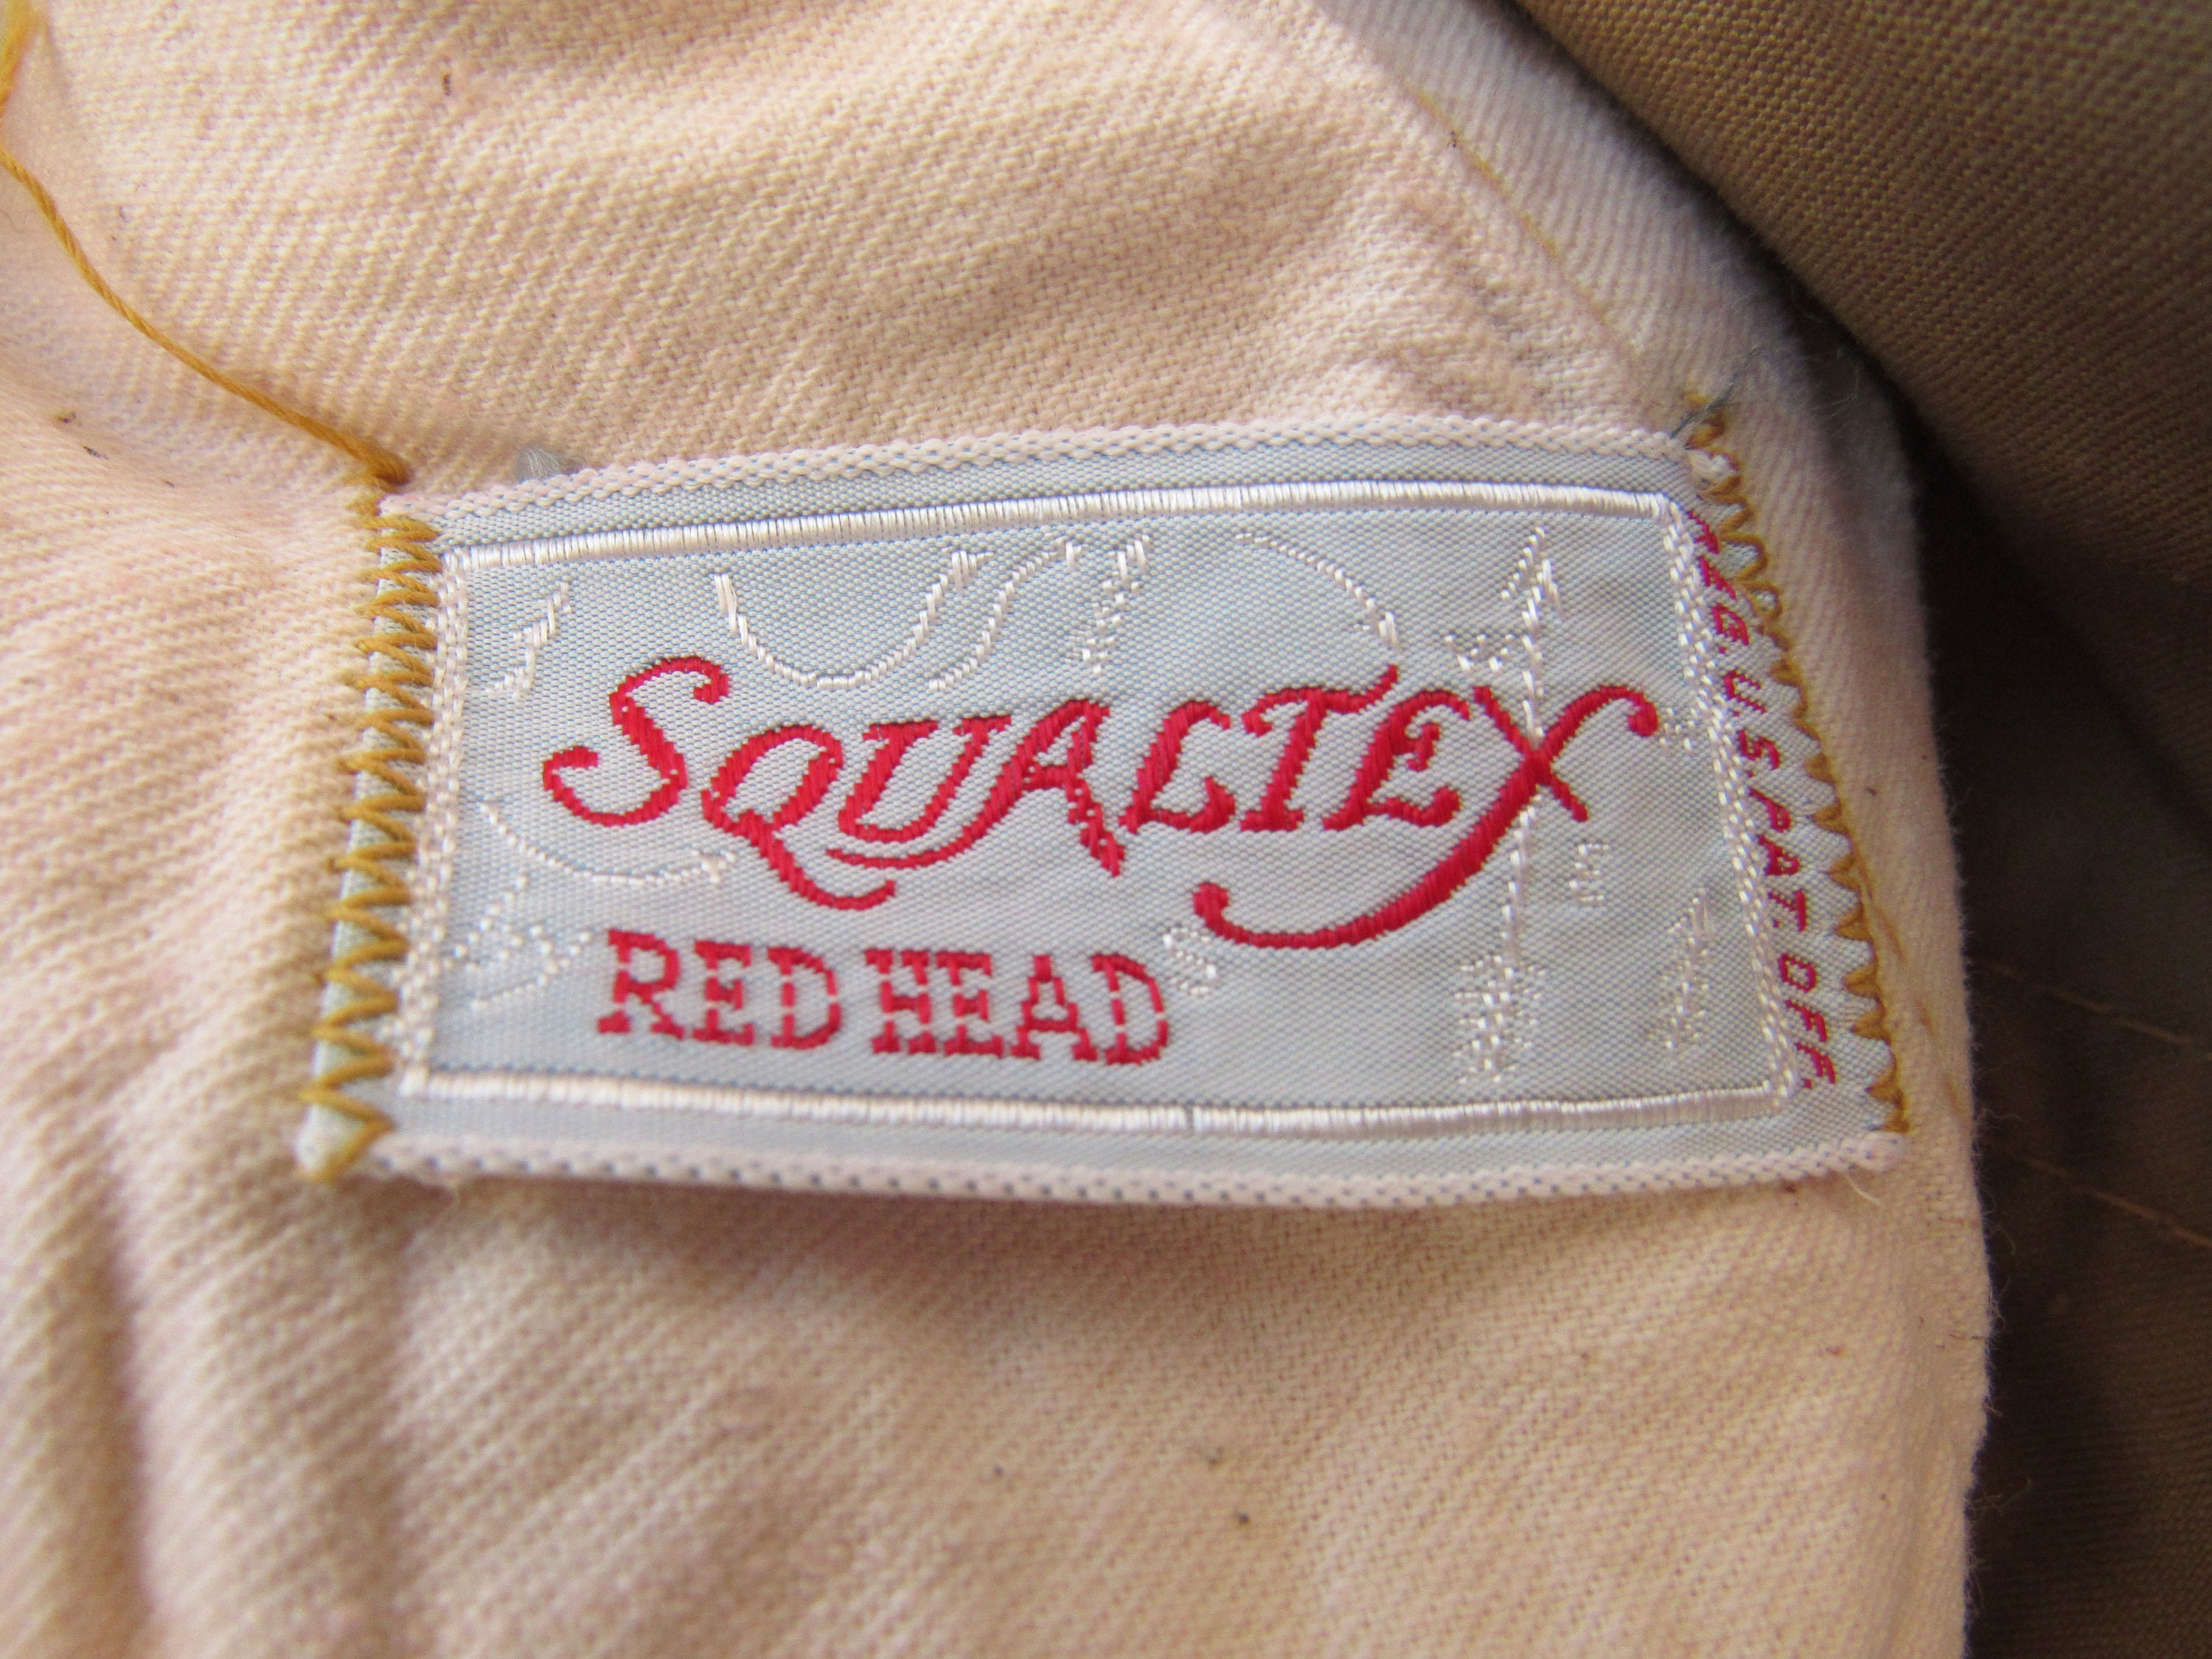 SQUALTEX
RED HEAD
REG. U.S. PAT. OFF.